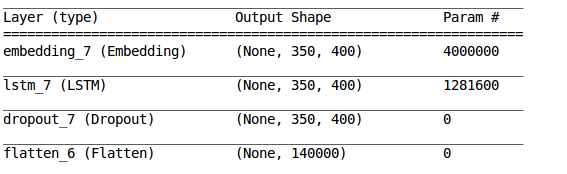 Layer (type) Output Shape Param #
embedding_7 (Embedding) (None, 350, 400) 4000000
lstm_7 (LSTM) (None, 350, 400) 1281600
dropout_7 (Dropout) (None, 350, 400) 0
flatten_6 (Flatten) (None, 140000) 0